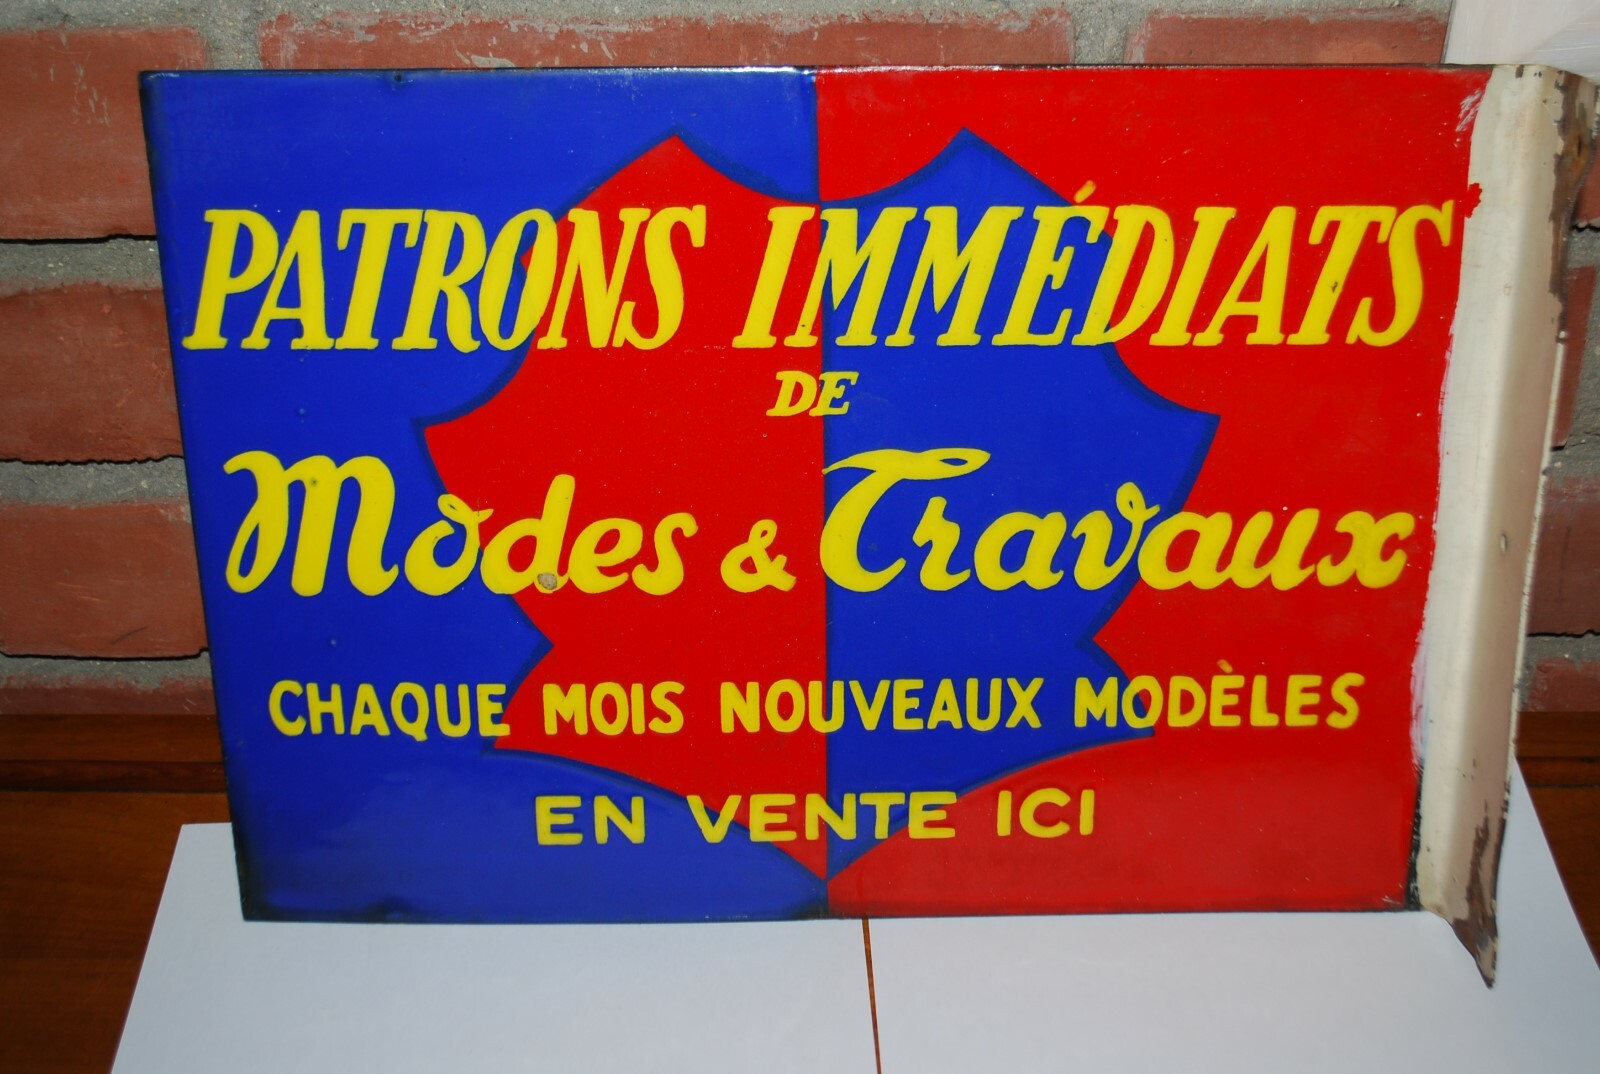 PATRONS IMMÉDIATS
DE
Modes & Travaux
CHAQUE MOIS NOUVEAUX MODÈLES
EN VENTE ICI